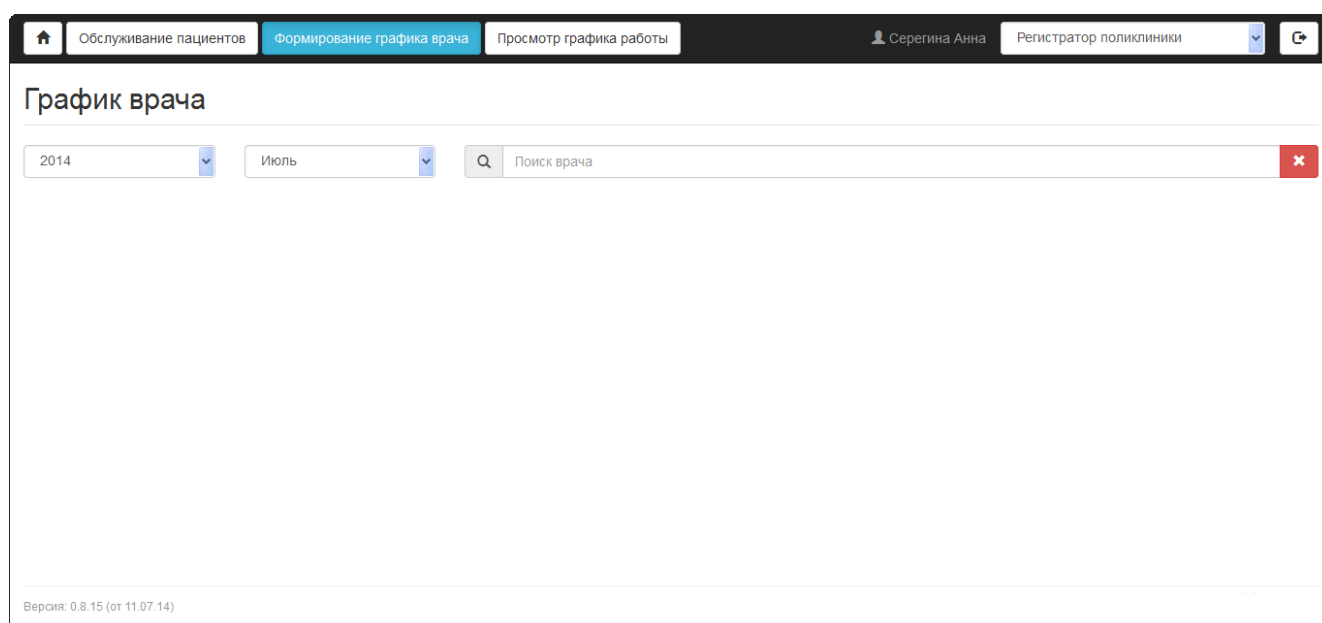 Обслуживание пациентов Формирование графика врача Просмотр графика работы Серегина Анна Регистратор поликлиники
График врача
2014 Июль Поиск врача
Версия: 0.8.15 (от 11.07.14)